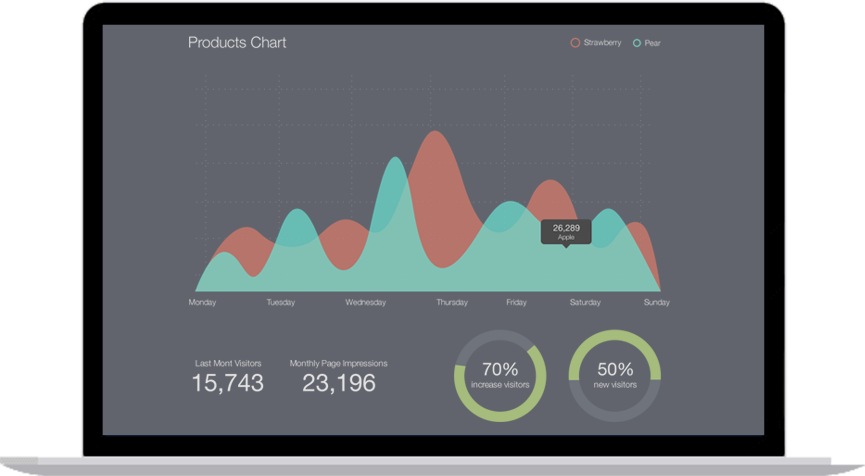 Products Chart
Strawberry
Pear
26,289
Apple
Monday
Tuesday
Wednesday
Thursday
Friday
Saturday
Sunday
Last Mont Visitors
15,743
Monthly Page Impressions
23,196
70%
increase visitors
50%
new visitors